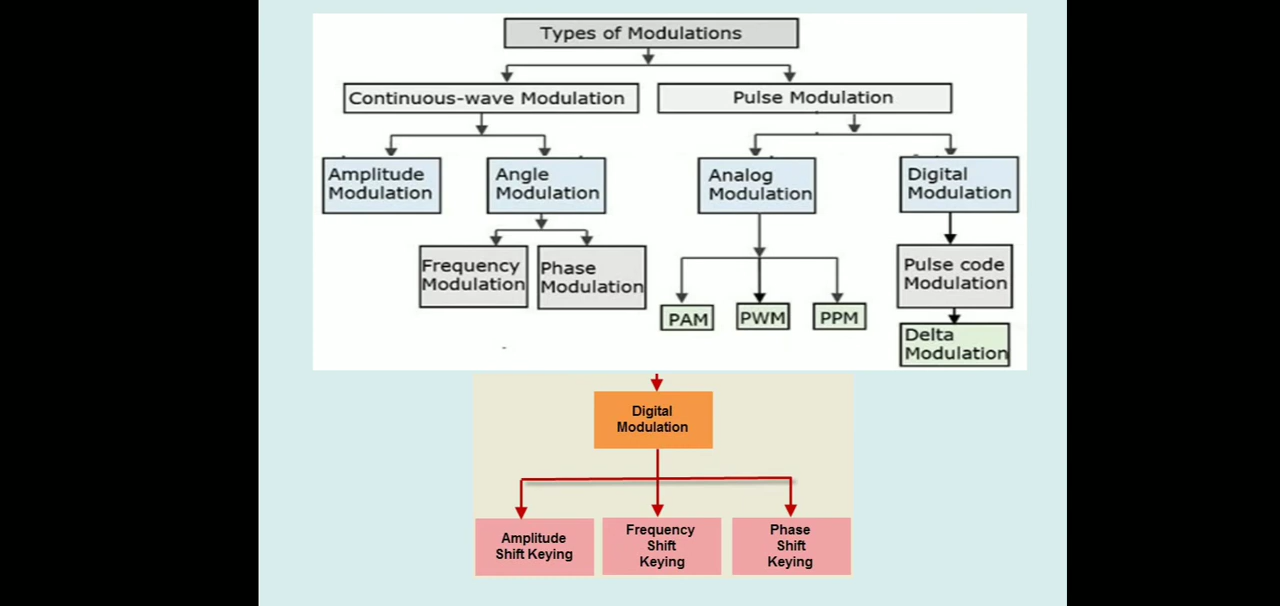 Types of Modulations
Continuous-wave Modulation
Pulse Modulation
Amplitude
Modulation
Angle
Modulation
Analog
Modulation
Digital
Modulation
Frequency
Modulation
Phase
Modulation
PAM
PWM
PPM
Pulse code
Modulation
Delta
Modulation
Digital
Modulation
Amplitude
Shift Keying
Frequency
Shift
Keying
Phase
Shift
Keying